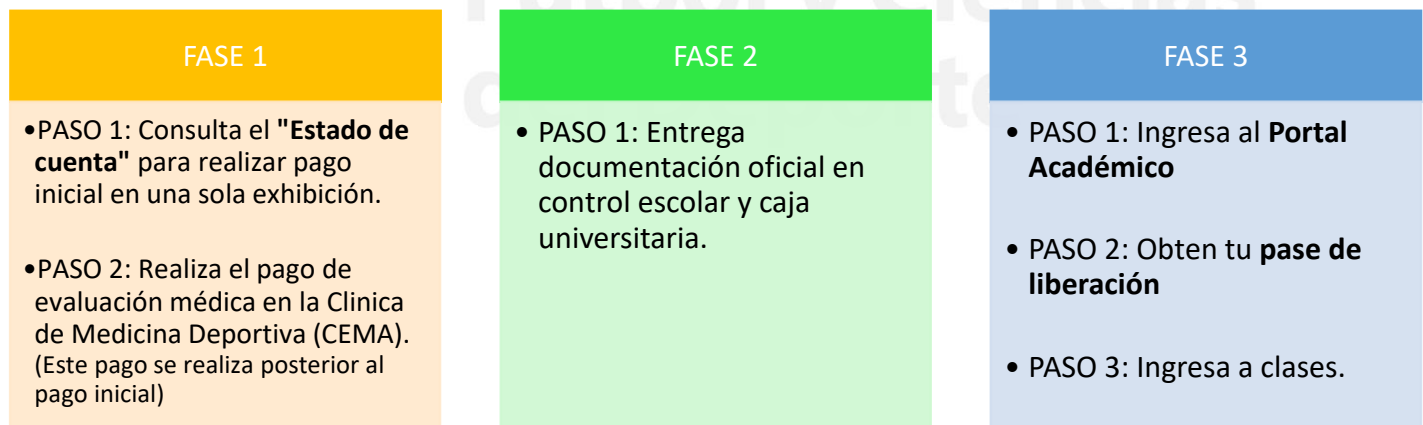 Fútbol y Ciencias
FASE 1
•PASO 1: Consulta el "Estado de
cuenta" para realizar pago
inicial en una sola exhibición.
•PASO 2: Realiza el pago de
evaluación médica en la Clinica
de Medicina Deportiva (CEMA).
(Este pago se realiza posterior al
pago inicial)
FASE 2
• PASO 1: Entrega
documentación oficial en
control escolar y caja
universitaria.
FASE 3
• PASO 1: Ingresa al Portal
Académico
• PASO 2: Obten tu pase de
liberación
• PASO 3: Ingresa a clases.